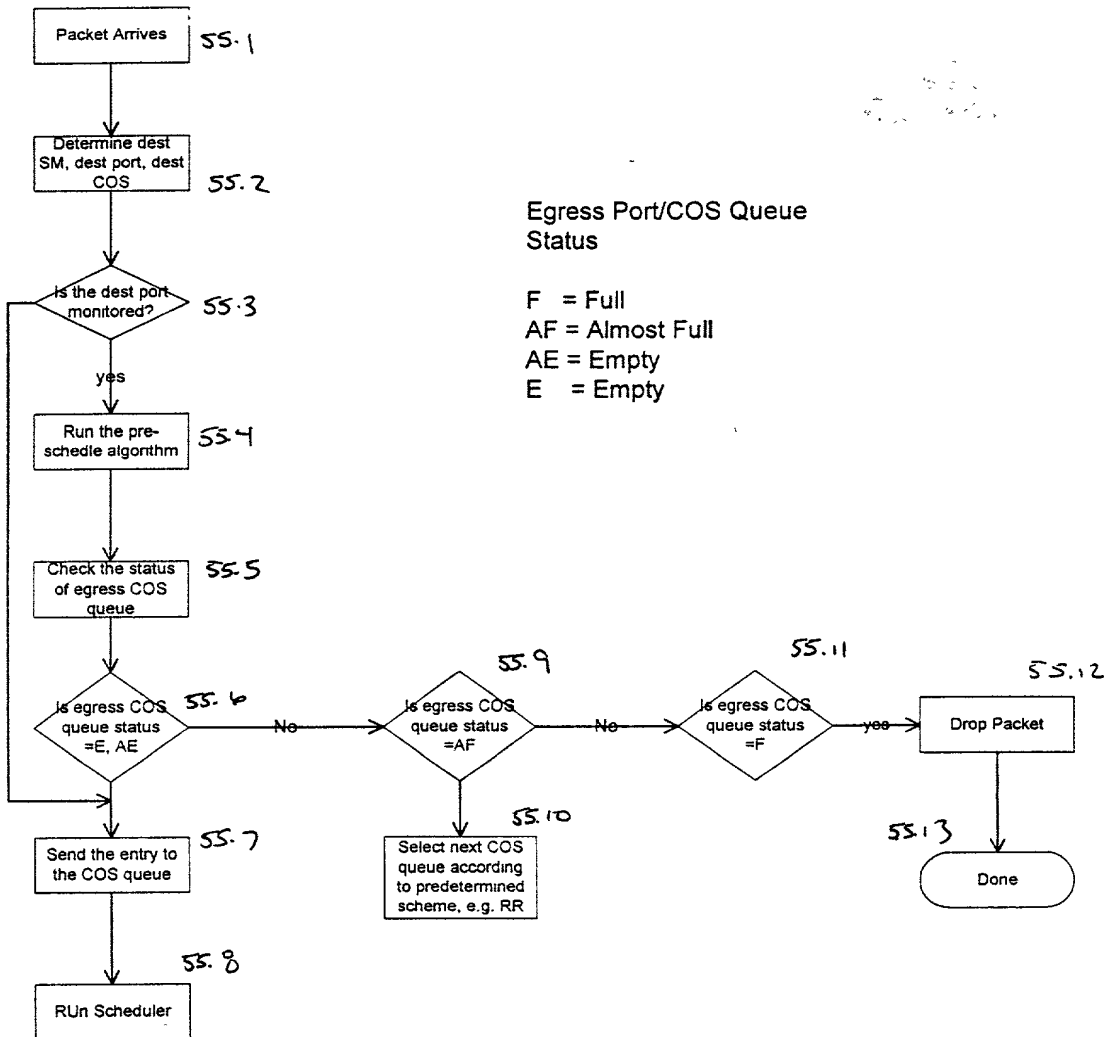 Packet Arrives
55.1
Determine dest
SM, dest port, dest
COS
55.2
Is the dest port
monitored?
55.3
yes
Run the pre-
schedle algorithm
55.4
Check the status
of egress COS
queue
55.5
Is egress COS
queue status
=E, AE
55.6
No
Is egress COS
queue status
=AF
55.9
No
Is egress COS
queue status
=F
55.11
yes
Drop Packet
55.12
Send the entry to
the COS queue
55.7
Select next COS
queue according
to predetermined
scheme, e.g. RR
55.10
Done
55.13
RUn Scheduler
55.8
Egress Port/COS Queue
Status
F = Full
AF = Almost Full
AE = Empty
E = Empty